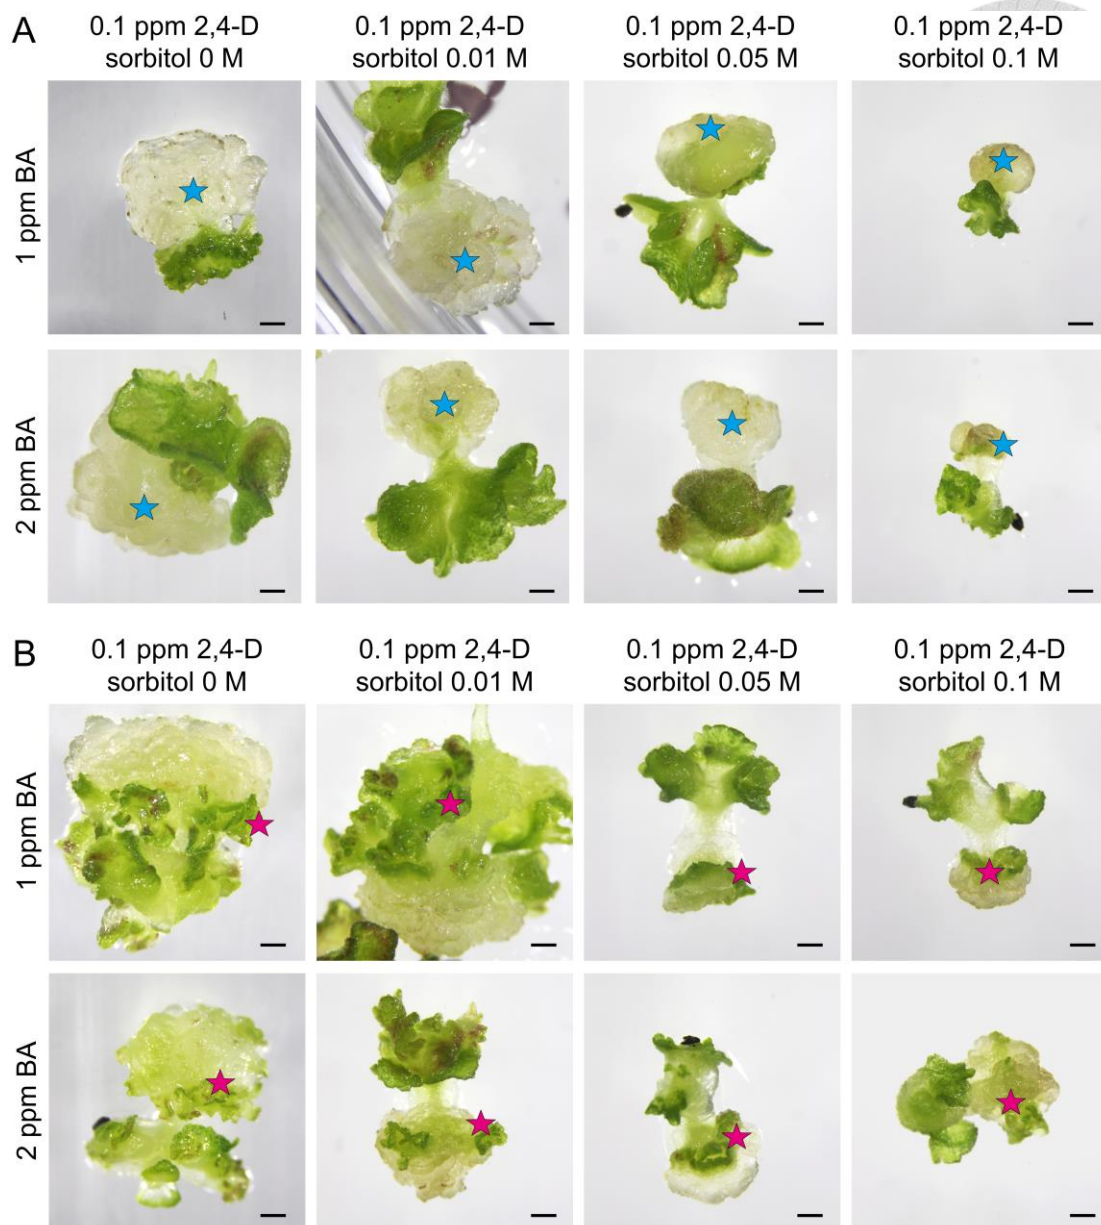 A
0.1 ppm 2,4-D
sorbitol 0 M
0.1 ppm 2,4-D
sorbitol 0.01 M
0.1 ppm 2,4-D
sorbitol 0.05 M
0.1 ppm 2,4-D
sorbitol 0.1 M
1 ppm BA
2 ppm BA
B
0.1 ppm 2,4-D
sorbitol 0 M
0.1 ppm 2,4-D
sorbitol 0.01 M
0.1 ppm 2,4-D
sorbitol 0.05 M
0.1 ppm 2,4-D
sorbitol 0.1 M
1 ppm BA
2 ppm BA